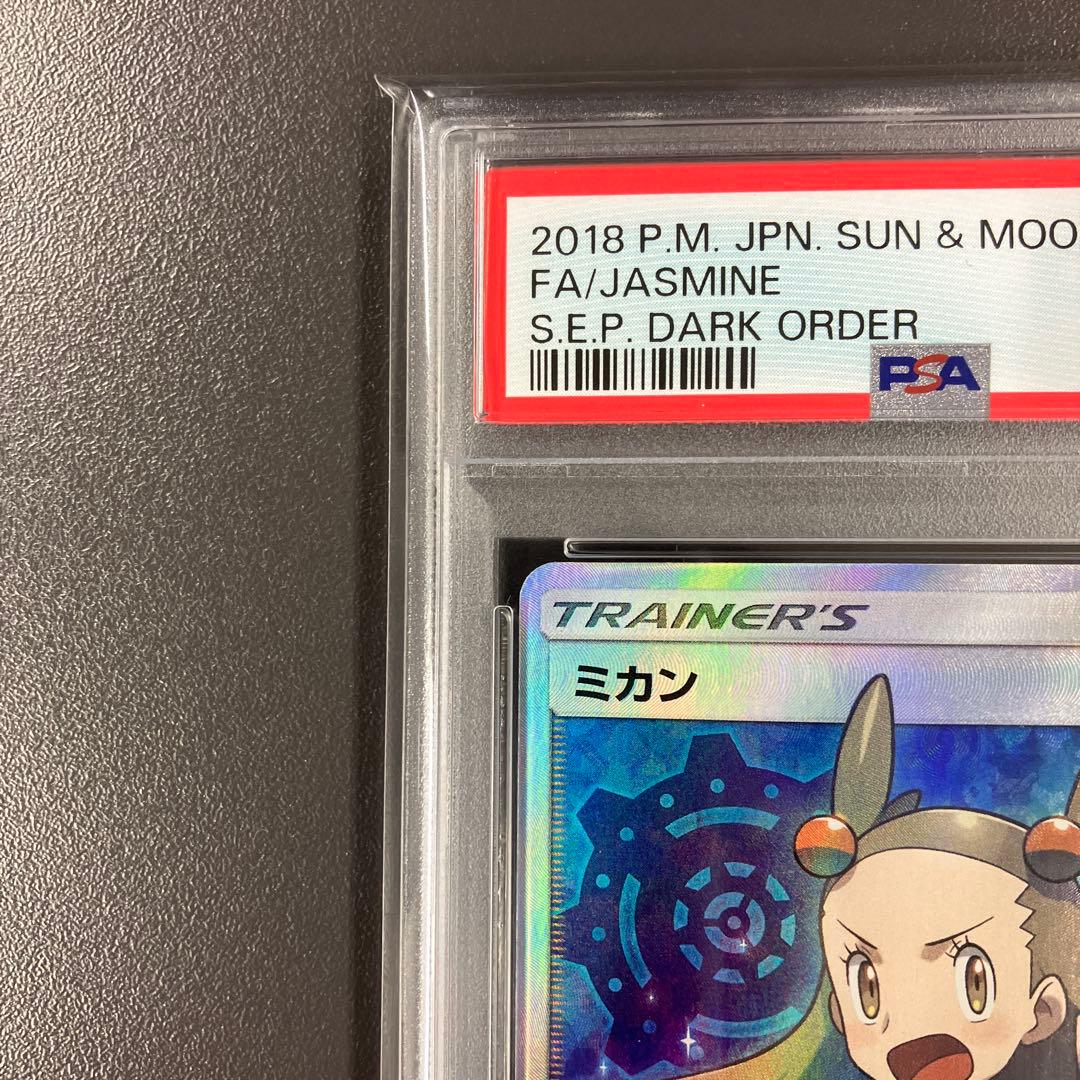 2018 P.M. JPN. SUN & MOO
FA/JASMINE
S.E.P. DARK ORDER
PSA
TRAINER'S
ミカン